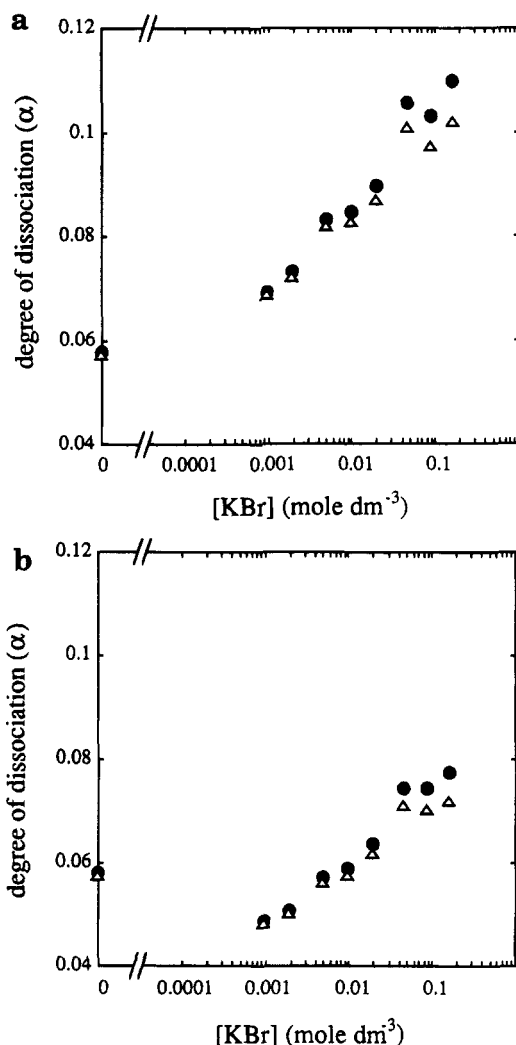 a
0.12
0.1
0.08
0.06
0.04
degree of dissociation (α)
0 0.0001 0.001 0.01 0.1
[KBr] (mole dm⁻³)
b
0.12
0.1
0.08
0.06
0.04
degree of dissociation (α)
0 0.0001 0.001 0.01 0.1
[KBr] (mole dm⁻³)